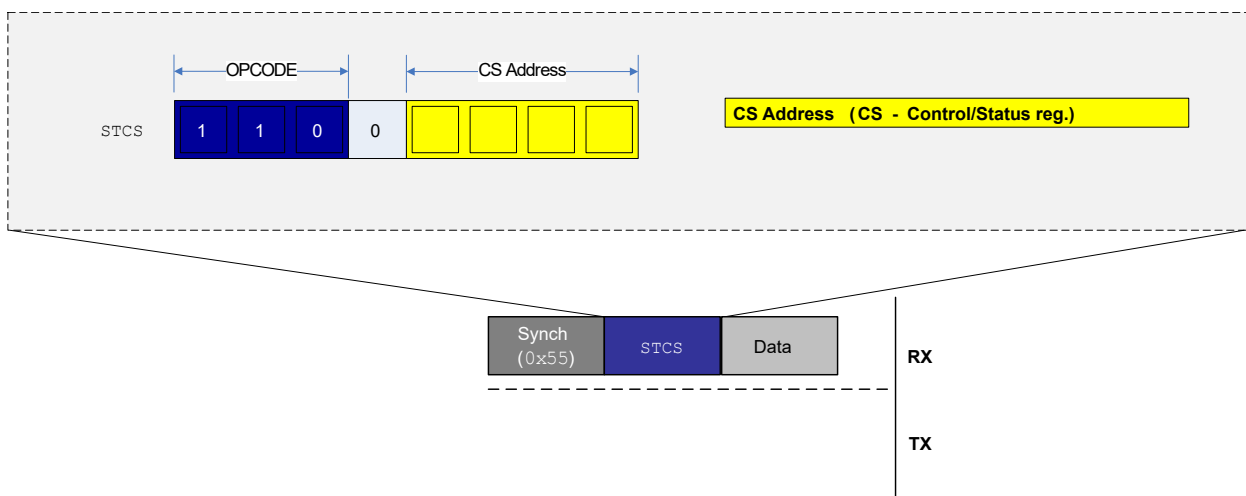 OPCODE
CS Address
STCS
1 1 0 0
CS Address (CS - Control/Status reg.)
Synch
(0x55)
STCS
Data
RX
TX